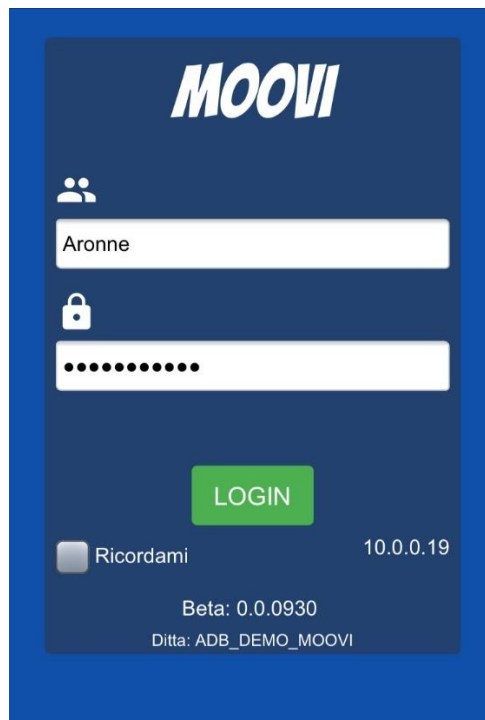 MOOVI
Aronne
•••••••••••
LOGIN
Ricordami
10.0.0.19
Beta: 0.0.0930
Ditta: ADB_DEMO_MOOVI